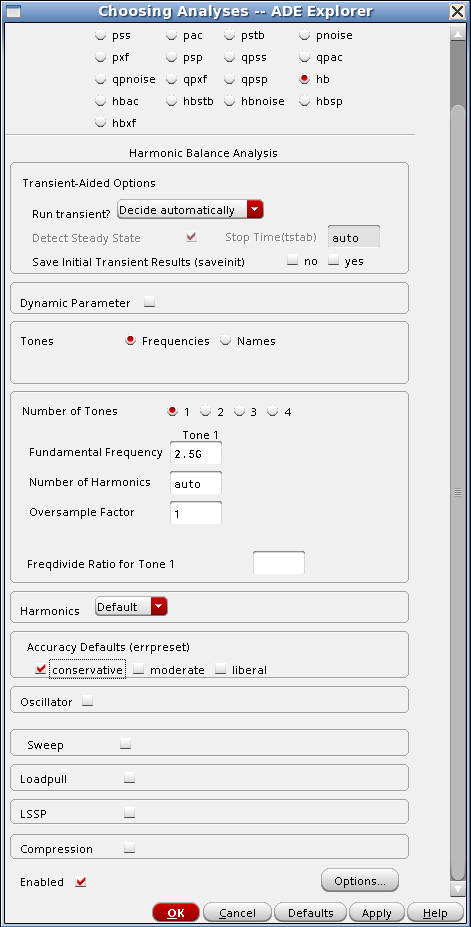 Choosing Analyses -- ADE Explorer
pss pac pstb pnoise
pxf psp qpss qpac
qpnoise qpxf qpsp hb
hbac hbstb hbnoise hbsp
hbxf
Harmonic Balance Analysis
Transient-Aided Options
Run transient? Decide automatically
Detect Steady State Stop Time(tstab) auto
Save Initial Transient Results (saveinit) no yes
Dynamic Parameter
Tones Frequencies Names
Number of Tones 1 2 3 4
Tone 1
Fundamental Frequency 2.5G
Number of Harmonics auto
Oversample Factor 1
Freqdivide Ratio for Tone 1
Harmonics Default
Accuracy Defaults (errpreset)
conservative moderate liberal
Oscillator
Sweep
Loadpull
LSSP
Compression
Enabled Options...
OK Cancel Defaults Apply Help